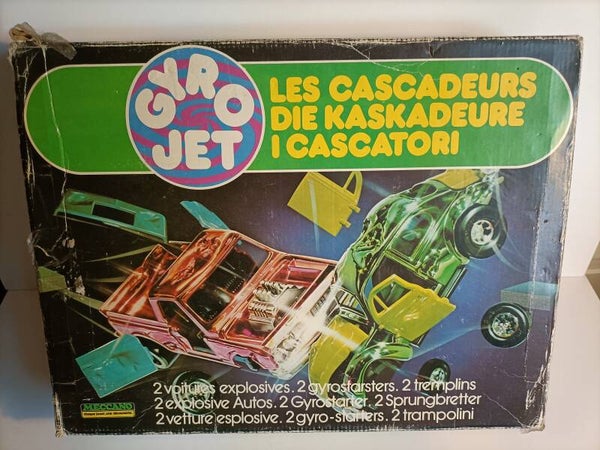 GYRO
JET
LES CASCADEURS
DIE KASKADEURE
I CASCATORI
2 voitures explosives. 2 gyrostarsters. 2 tremplins
2 explosive Autos. 2 Gyrostarter. 2 Sprungbretter
2 vetture esplosive. 2 gyro-starters. 2 trampolini
MECCANO